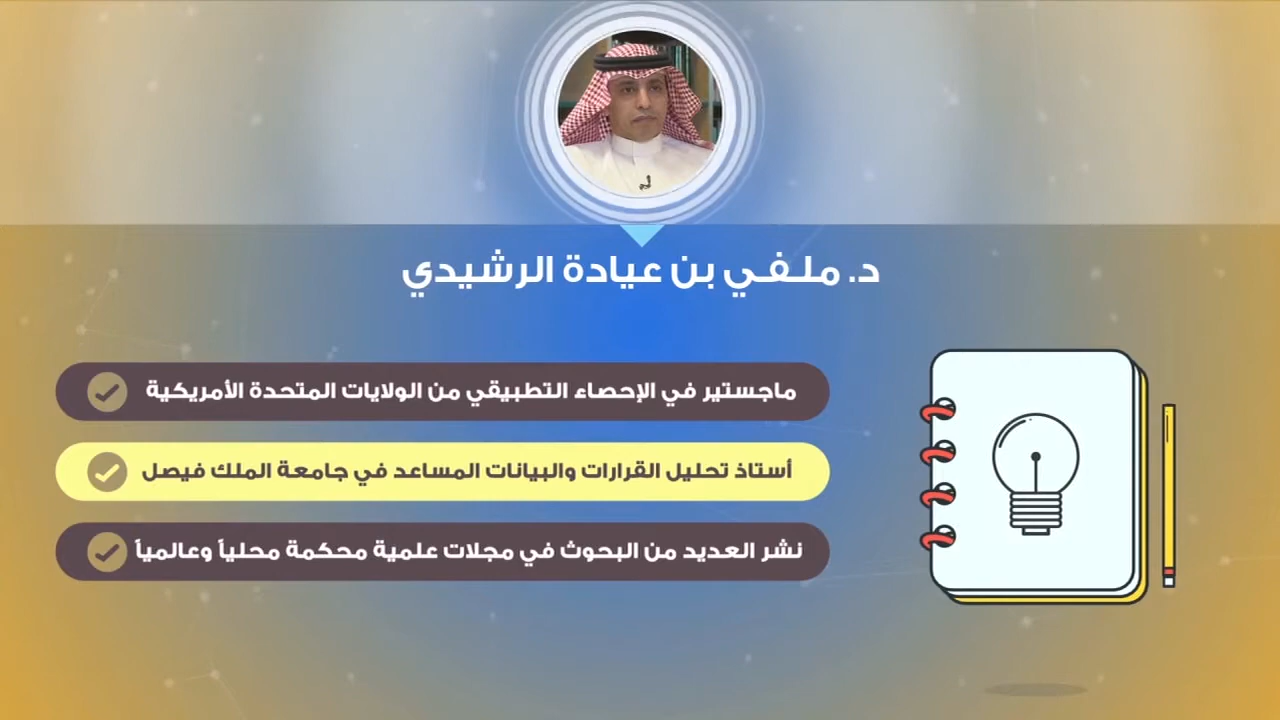 د. ملفي بن عيادة الرشيدي
ماجستير في الإحصاء التطبيقي من الولايات المتحدة الأمريكية
أستاذ تحليل القرارات والبيانات المساعد في جامعة الملك فيصل
نشر العديد من البحوث في مجلات علمية محكمة محلياً وعالمياً